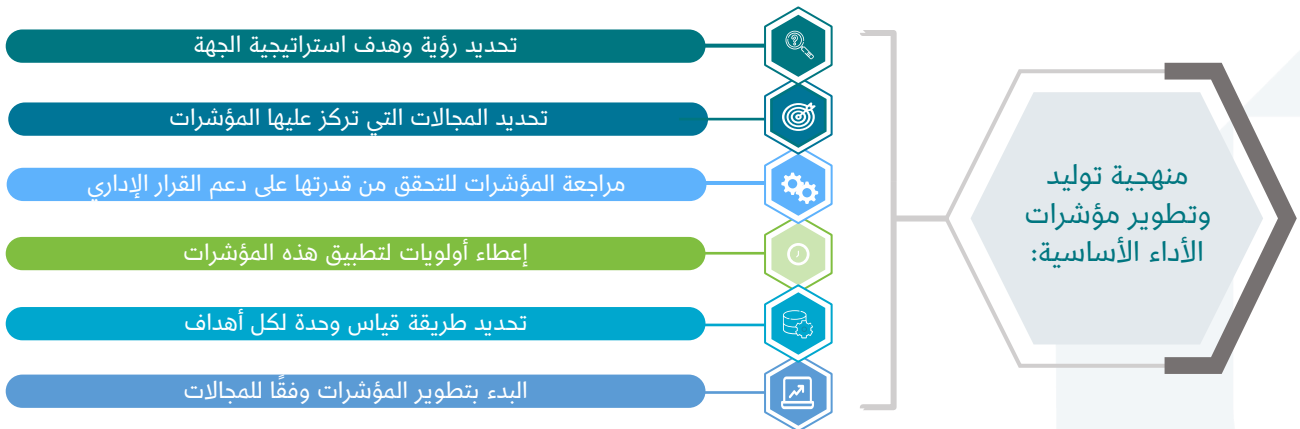 منهجية توليد
وتطوير مؤشرات
الأداء الأساسية:
تحديد رؤية وهدف استراتيجية الجهة
تحديد المجالات التي تركز عليها المؤشرات
مراجعة المؤشرات للتحقق من قدرتها على دعم القرار الإداري
إعطاء أولويات لتطبيق هذه المؤشرات
تحديد طريقة قياس وحدة لكل أهداف
البدء بتطوير المؤشرات وفقًا للمجالات